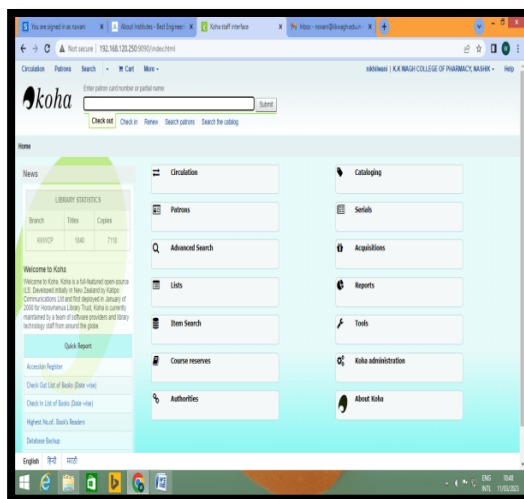 You are signed in as navani
About Institutes - Best Engineeri
Koha staff interface
Inbox - navani@kkwagh.edu.in
Not secure | 192.168.120.250:9090/index.html
Circulation Patrons Search Cart More
nikhilwani | K.K WAGH COLLEGE OF PHARMACY, NASHIK Help
koha
Enter patron card number or partial name:
Submit
Check out Check in Renew Search patrons Search the catalog
Home
News
LIBRARY STATISTICS
Branch Titles Copies
KKWCP 1840 7118
Welcome to Koha
Welcome to Koha. Koha is a full-featured open-source
ILS. Developed initially in New Zealand by Katipo
Communications Ltd and first deployed in January of
2000 for Horowhenua Library Trust, Koha is currently
maintained by a team of software providers and library
technology staff from around the globe.
Quick Report
Accession Register
Check Out List of Books (Date wise)
Check In List of Books (Date wise)
Highest No.of. Book's Readers
Database Backup
Circulation
Patrons
Advanced Search
Lists
Item Search
Course reserves
Authorities
Cataloging
Serials
Acquisitions
Reports
Tools
Koha administration
About Koha
English हिन्दी मराठी
ENG
INTL